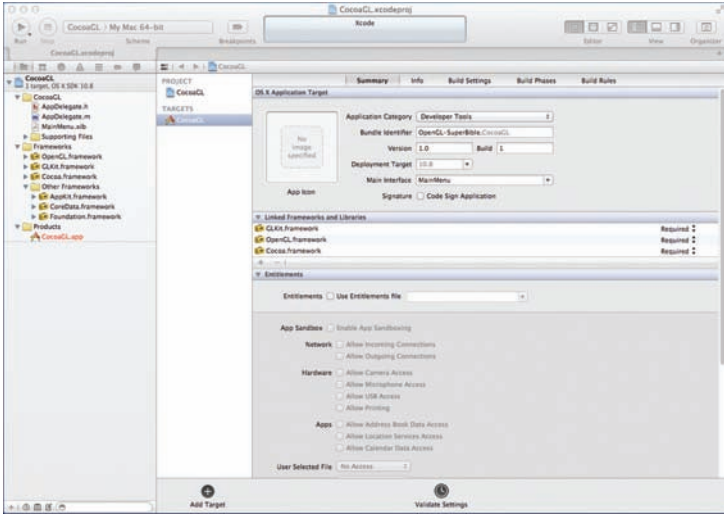 CocoaGL.xcodeproj
CocoaGL
My Mac 64-bit
Xcode
Run
Stop
Scheme
Breakpoints
Editor
View
Organizer
CocoaGL.xcodeproj
CocoaGL
1 target, OS X SDK 10.8
CocoaGL
AppDelegate.h
AppDelegate.m
MainMenu.xib
Supporting Files
Frameworks
OpenGL.framework
GLKit.framework
Cocoa.framework
Other Frameworks
AppKit.framework
CoreData.framework
Foundation.framework
Products
CocoaGL.app
CocoaGL
PROJECT
CocoaGL
TARGETS
CocoaGL
Summary Info Build Settings Build Phases Build Rules
OS X Application Target
No image specified
App Icon
Application Category Developer Tools
Bundle Identifier OpenGL-SuperBible.CocoaGL
Version 1.0 Build 1
Deployment Target 10.8
Main Interface MainMenu
Signature Code Sign Application
Linked Frameworks and Libraries
GLKit.framework Required
OpenGL.framework Required
Cocoa.framework Required
Entitlements
Entitlements Use Entitlements file
App Sandbox Enable App Sandboxing
Network Allow Incoming Connections
Allow Outgoing Connections
Hardware Allow Camera Access
Allow Microphone Access
Allow USB Access
Allow Printing
Apps Allow Address Book Data Access
Allow Location Services Access
Allow Calendar Data Access
User Selected File No Access
Add Target
Validate Settings